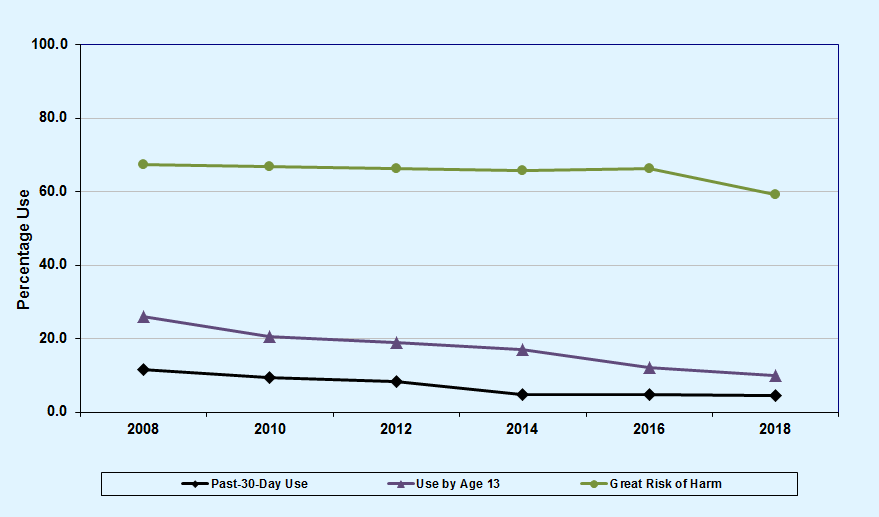 100.0
80.0
60.0
40.0
20.0
0.0
Percentage Use
2008 2010 2012 2014 2016 2018
Past-30-Day Use Use by Age 13 Great Risk of Harm